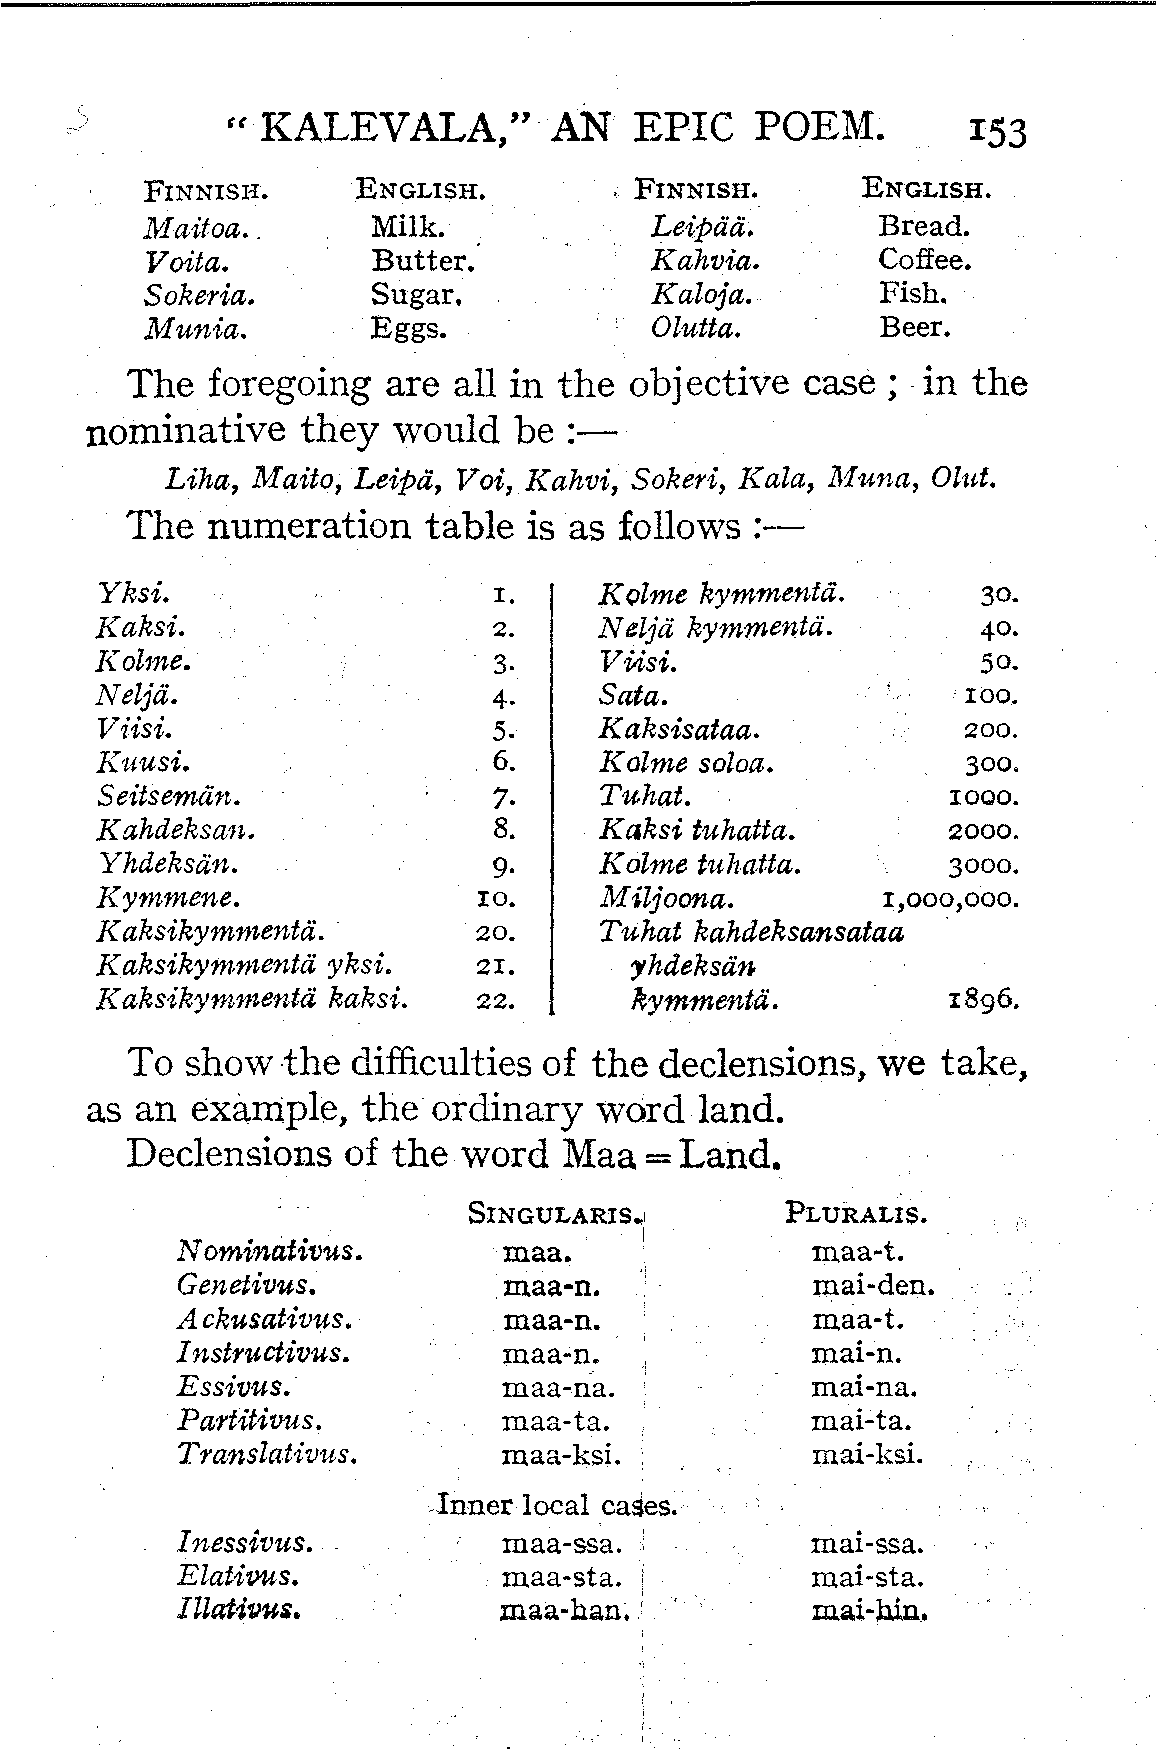 " KALEVALA," AN EPIC POEM. 153
FINNISH. ENGLISH. FINNISH. ENGLISH.
Maitoa. Milk. Leipää. Bread.
Voita. Butter. Kahvia. Coffee.
Sokeria. Sugar. Kaloja. Fish.
Munia. Eggs. Olutta. Beer.
The foregoing are all in the objective case ; in the
nominative they would be :—
Liha, Maito, Leipä, Voi, Kahvi, Sokeri, Kala, Muna, Olut.
The numeration table is as follows :—
Yksi. 1. Kolme kymmentä. 30.
Kaksi. 2. Neljä kymmentä. 40.
Kolme. 3. Viisi. 50.
Neljä. 4. Sata. 100.
Viisi. 5. Kaksisataa. 200.
Kuusi. 6. Kolme soloa. 300.
Seitsemän. 7. Tuhat. 1000.
Kahdeksan. 8. Kaksi tuhatta. 2000.
Yhdeksän. 9. Kolme tuhatta. 3000.
Kymmene. 10. Miljoona. 1,000,000.
Kaksikymmentä. 20. Tuhat kahdeksansataa
Kaksikymmentä yksi. 21. yhdeksän
Kaksikymmentä kaksi. 22. kymmentä. 1896.
To show the difficulties of the declensions, we take,
as an example, the ordinary word land.
Declensions of the word Maa = Land.
SINGULARIS. PLURALIS.
Nominativus. maa. maa-t.
Genetivus. maa-n. mai-den.
Ackusativus. maa-n. maa-t.
Instructivus. maa-n. mai-n.
Essivus. maa-na. mai-na.
Partitivus. maa-ta. mai-ta.
Translativus. maa-ksi. mai-ksi.
Inner local cases.
Inessivus. maa-ssa. mai-ssa.
Elativus. maa-sta. mai-sta.
Illativus. maa-han. mai-hin.